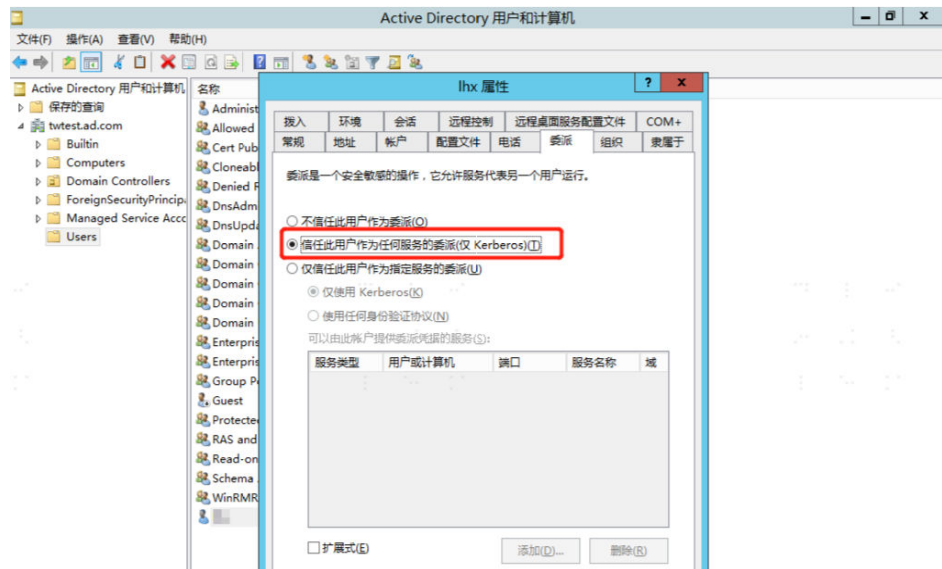 Active Directory 用户和计算机
文件(F) 操作(A) 查看(V) 帮助(H)
Active Directory 用户和计算机
保存的查询
twtest.ad.com
Builtin
Computers
Domain Controllers
ForeignSecurityPrincip
Managed Service Acco
Users
名称
Administ
Allowed
Cert Pub
Cloneabl
Denied R
DnsAdm
DnsUpda
Domain
Domain
Domain
Domain
Domain
Enterpris
Enterpris
Group P
Guest
Protecte
RAS and
Read-on
Schema
WinRMR
lhx 属性
拨入 环境 会话 远程控制 远程桌面服务配置文件 COM+
常规 地址 帐户 配置文件 电话 委派 组织 隶属于
委派是一个安全敏感的操作，它允许服务代表另一个用户运行。
不信任此用户作为委派(O)
信任此用户作为任何服务的委派(仅 Kerberos)(T)
仅信任此用户作为指定服务的委派(U)
仅使用 Kerberos(K)
使用任何身份验证协议(N)
可以由此帐户提供委派凭据的服务(S):
服务类型 用户或计算机 端口 服务名称 域
扩展式(E)
添加(D)... 删除(R)